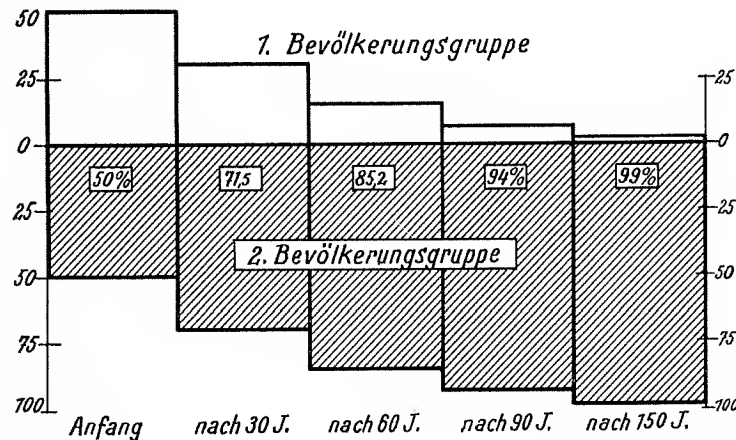 50
1. Bevölkerungsgruppe
25
25
0
0
50%
71,5
85,2
94%
99%
25
25
2. Bevölkerungsgruppe
50
50
75
75
100
100
Anfang
nach 30 J.
nach 60 J.
nach 90 J.
nach 150 J.